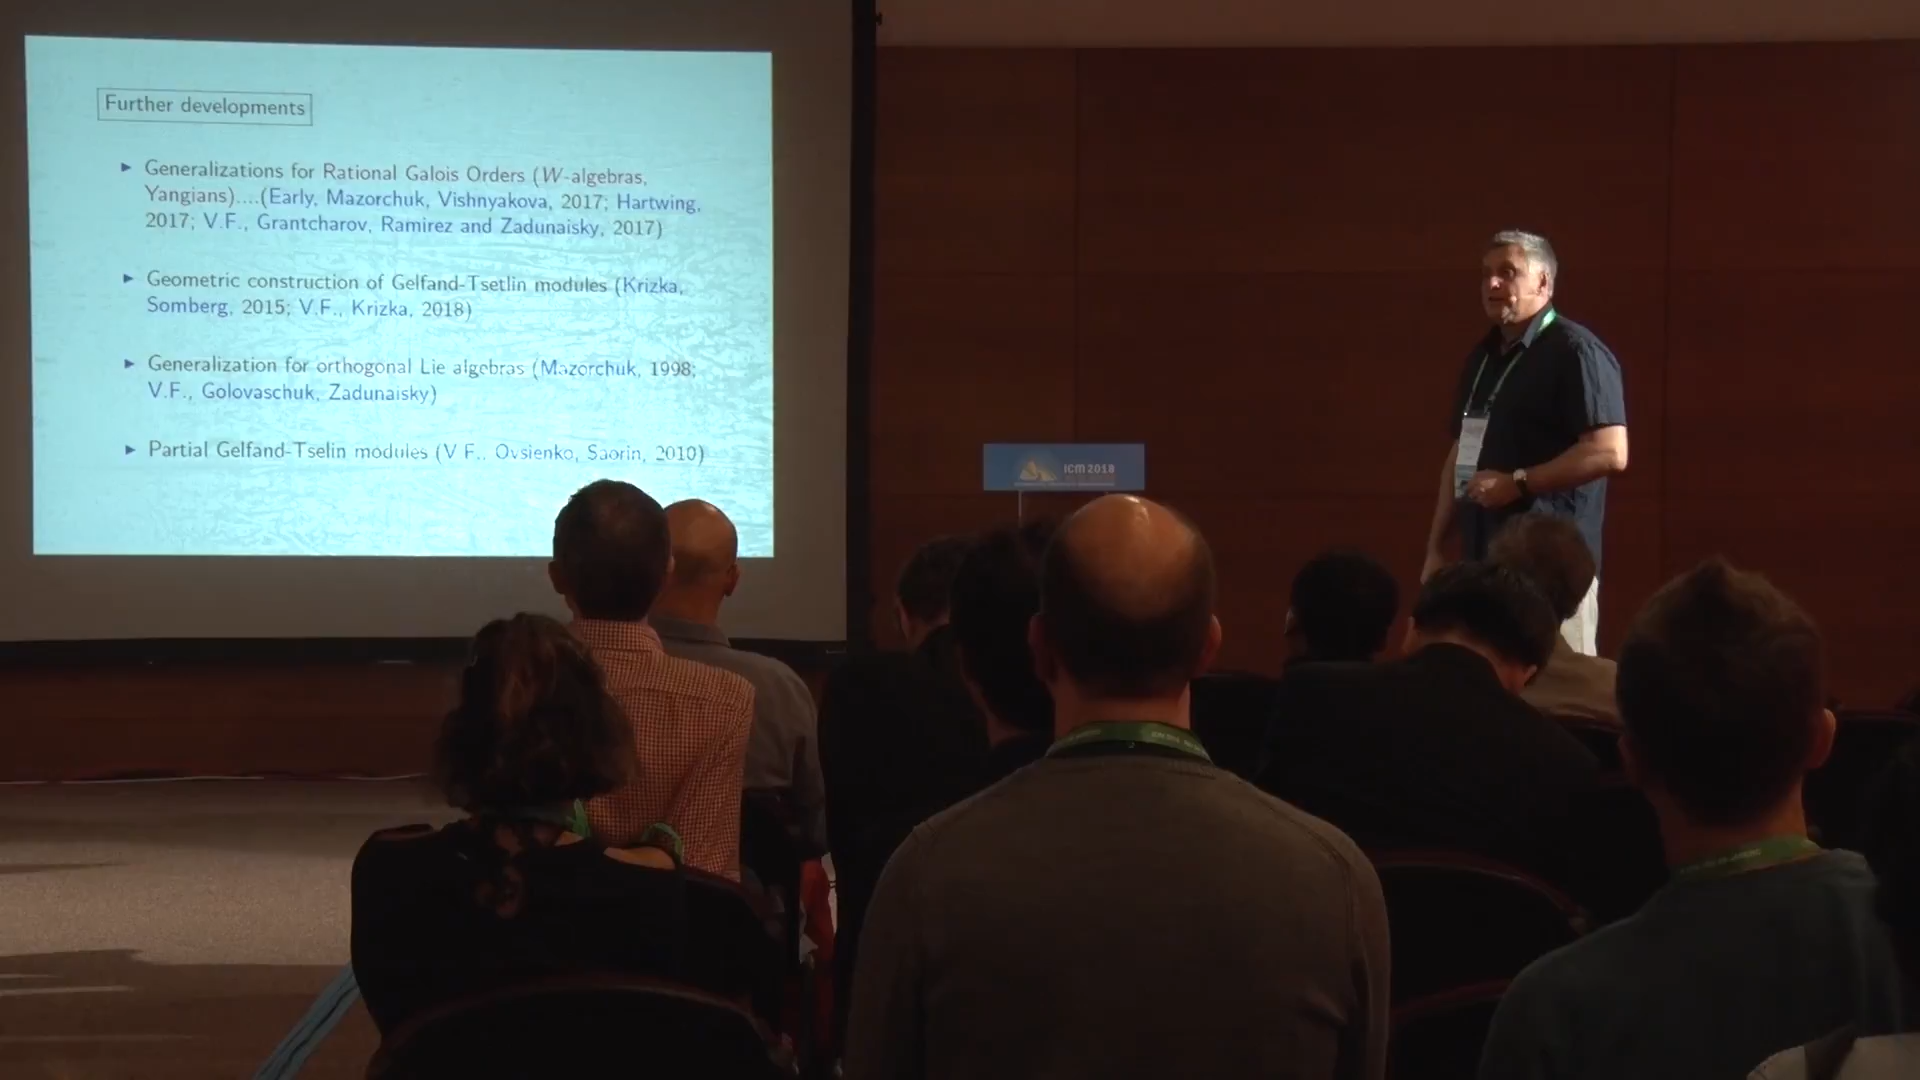 Further developments
► Generalizations for Rational Galois Orders (W-algebras,
Yangians)....(Early, Mazorchuk, Vishnyakova, 2017; Hartwing,
2017; V.F., Grantcharov, Ramirez and Zadunaisky, 2017)
► Geometric construction of Gelfand-Tsetlin modules (Krizka,
Somberg, 2015; V.F., Krizka, 2018)
► Generalization for orthogonal Lie algebras (Mazorchuk, 1998;
V.F., Golovaschuk, Zadunaisky)
► Partial Gelfand-Tselin modules (V.F., Ovsienko, Saorin, 2010)
ICM 2018